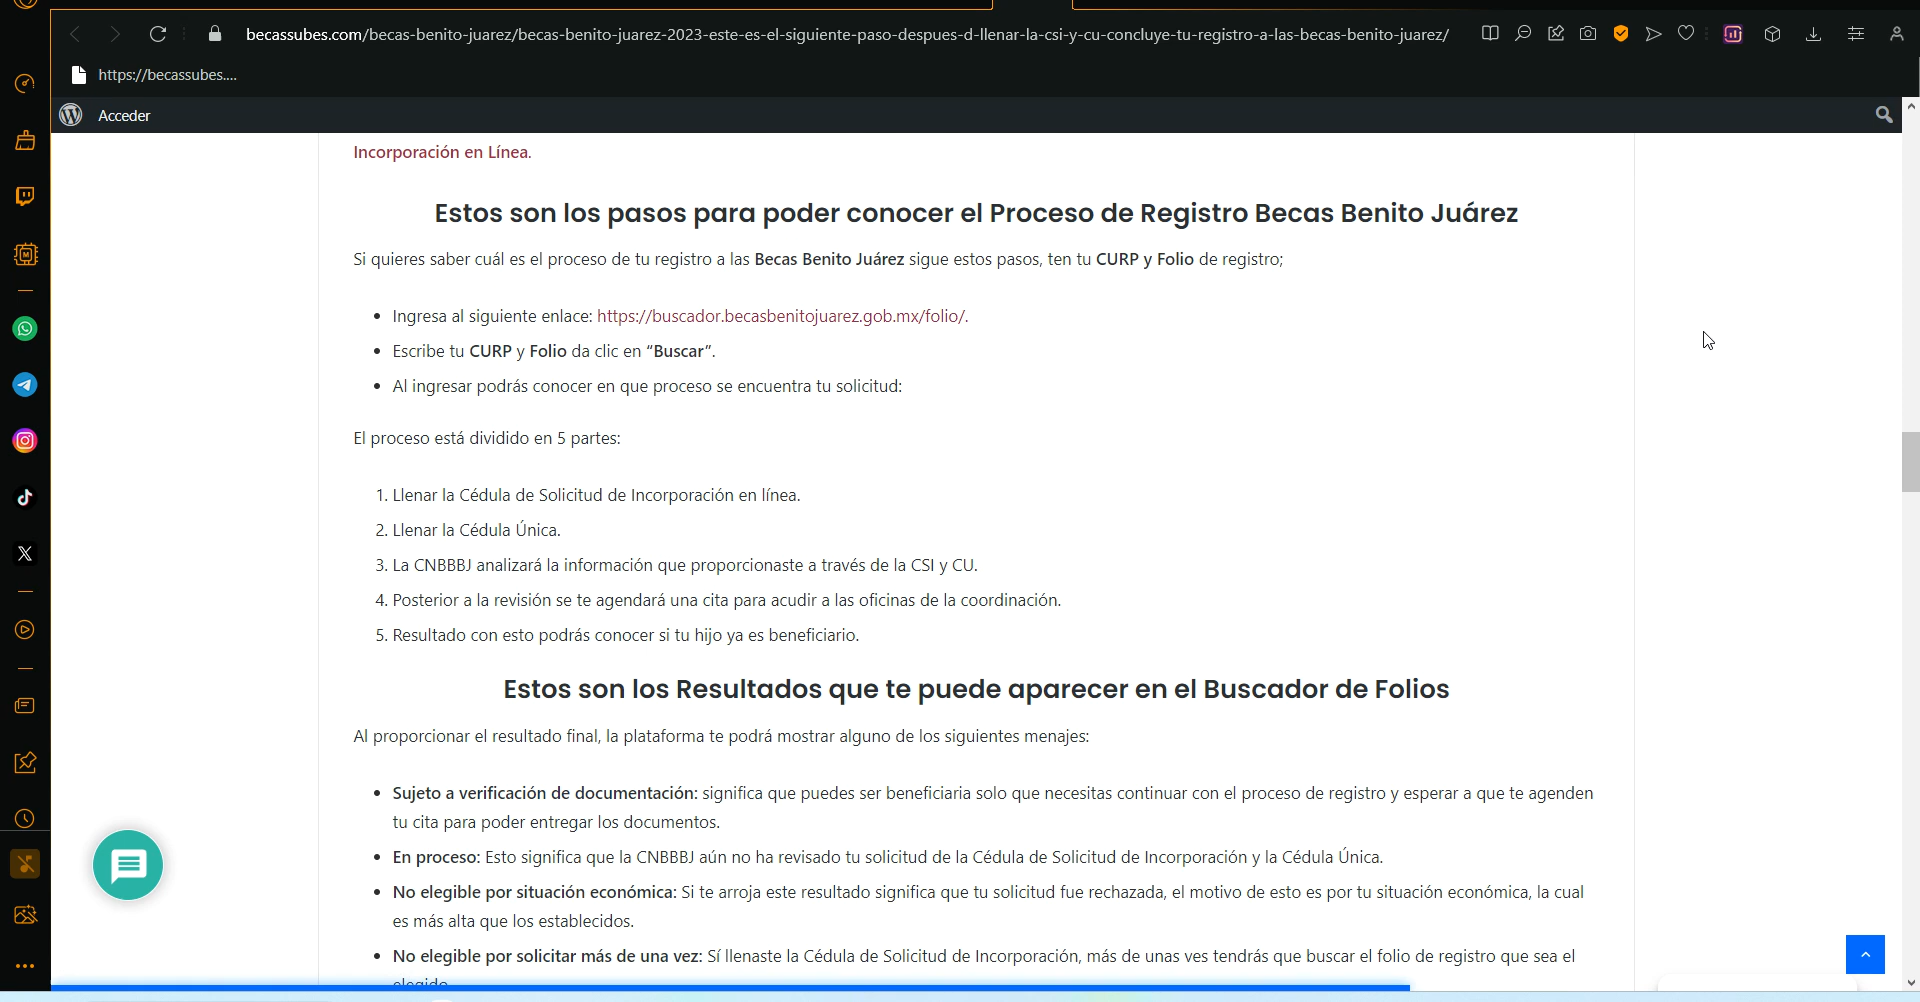 becassubes.com/becas-benito-juarez/becas-benito-juarez-2023-este-es-el-siguiente-paso-despues-d-llenar-la-csi-y-cu-concluye-tu-registro-a-las-becas-benito-juarez/
https://becassubes....
Acceder
Incorporación en Línea.
Estos son los pasos para poder conocer el Proceso de Registro Becas Benito Juárez
Si quieres saber cuál es el proceso de tu registro a las Becas Benito Juárez sigue estos pasos, ten tu CURP y Folio de registro;
• Ingresa al siguiente enlace: https://buscador.becasbenitojuarez.gob.mx/folio/.
• Escribe tu CURP y Folio da clic en “Buscar”.
• Al ingresar podrás conocer en que proceso se encuentra tu solicitud:
El proceso está dividido en 5 partes:
1. Llenar la Cédula de Solicitud de Incorporación en línea.
2. Llenar la Cédula Única.
3. La CNBBBJ analizará la información que proporcionaste a través de la CSI y CU.
4. Posterior a la revisión se te agendará una cita para acudir a las oficinas de la coordinación.
5. Resultado con esto podrás conocer si tu hijo ya es beneficiario.
Estos son los Resultados que te puede aparecer en el Buscador de Folios
Al proporcionar el resultado final, la plataforma te podrá mostrar alguno de los siguientes menajes:
• Sujeto a verificación de documentación: significa que puedes ser beneficiaria solo que necesitas continuar con el proceso de registro y esperar a que te agenden
tu cita para poder entregar los documentos.
• En proceso: Esto significa que la CNBBBJ aún no ha revisado tu solicitud de la Cédula de Solicitud de Incorporación y la Cédula Única.
• No elegible por situación económica: Si te arroja este resultado significa que tu solicitud fue rechazada, el motivo de esto es por tu situación económica, la cual
es más alta que los establecidos.
• No elegible por solicitar más de una vez: Sí llenaste la Cédula de Solicitud de Incorporación, más de unas ves tendrás que buscar el folio de registro que sea el
elegido